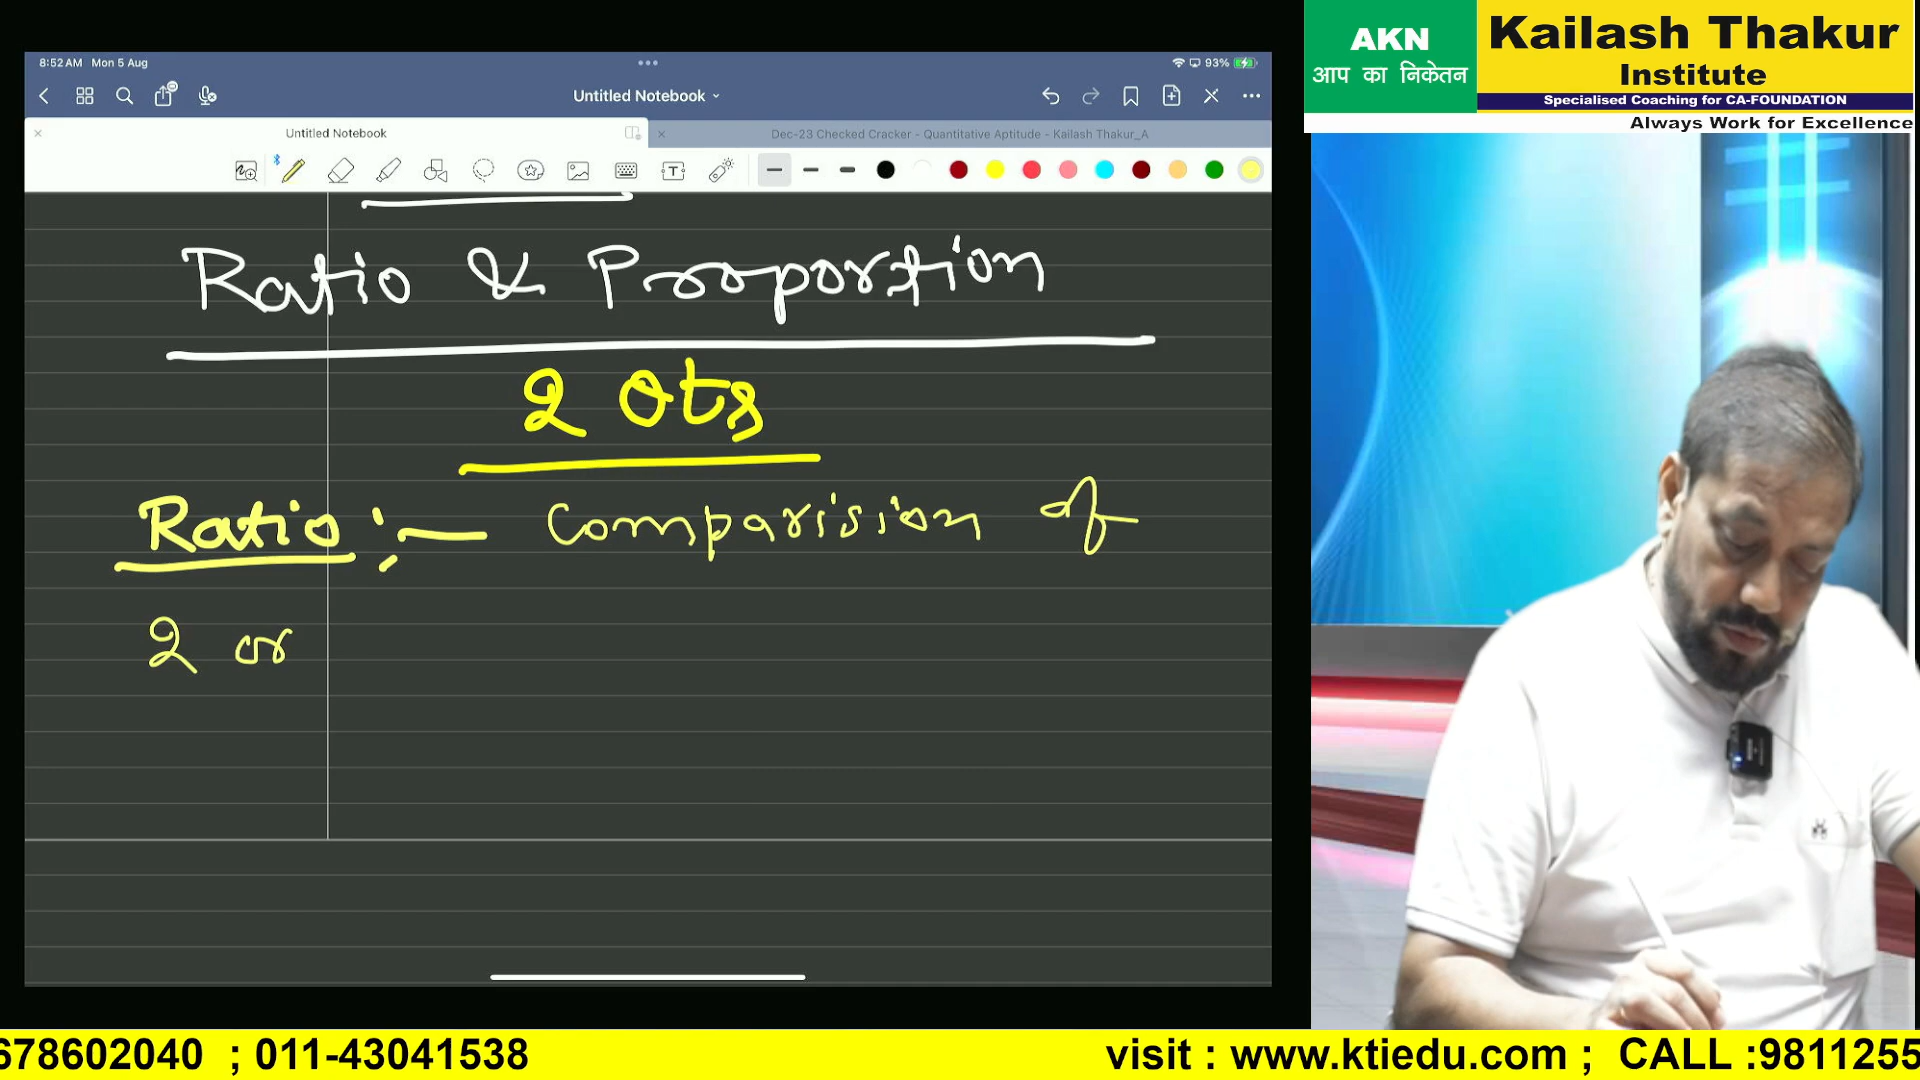 8:52 AM Mon 5 Aug
93%
Untitled Notebook
Untitled Notebook
Dec-23 Checked Cracker - Quantitative Aptitude - Kailash Thakur_A
Ratio & Proportion
2 Qts
Ratio :— Comparision of
2 or
AKN
आप का निकेतन
Kailash Thakur
Institute
Specialised Coaching for CA-FOUNDATION
Always Work for Excellence
678602040 ; 011-43041538 visit : www.ktiedu.com ; CALL :9811255